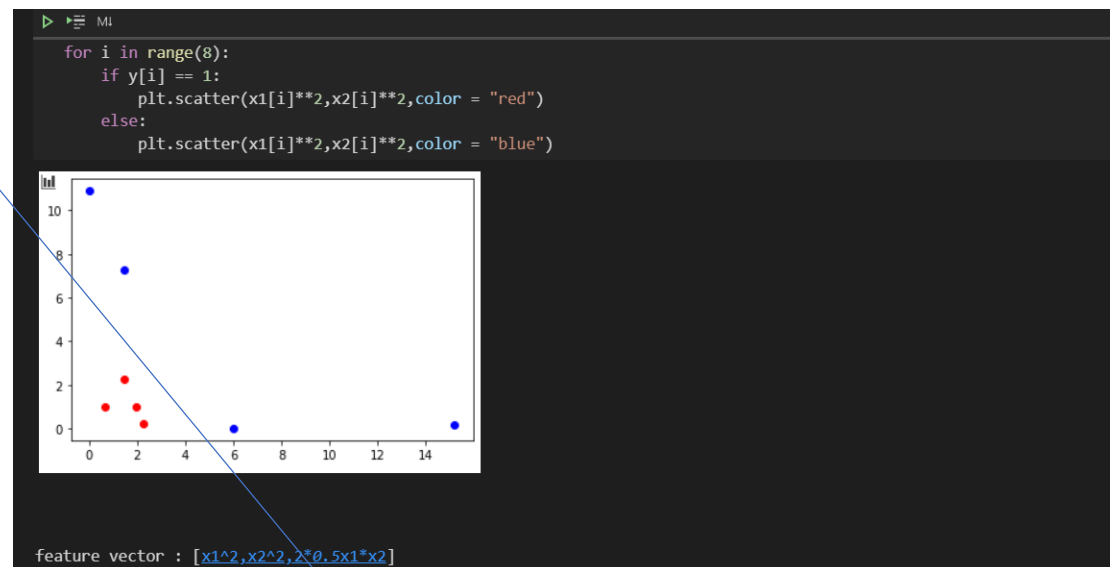 M↓
for i in range(8):
if y[i] == 1:
plt.scatter(x1[i]**2,x2[i]**2,color = "red")
else:
plt.scatter(x1[i]**2,x2[i]**2,color = "blue")
10
8
6
4
2
0
0 2 4 6 8 10 12 14
feature vector : [x1^2,x2^2,2*0.5x1*x2]